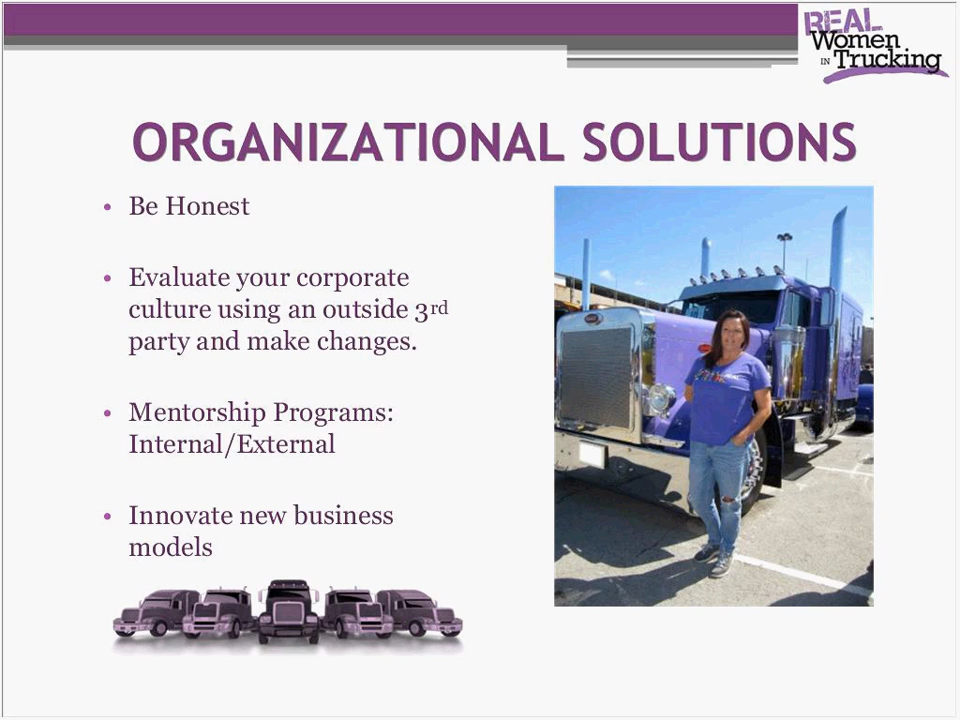 REAL
Women
IN Trucking
ORGANIZATIONAL SOLUTIONS
• Be Honest
• Evaluate your corporate
culture using an outside 3rd
party and make changes.
• Mentorship Programs:
Internal/External
• Innovate new business
models